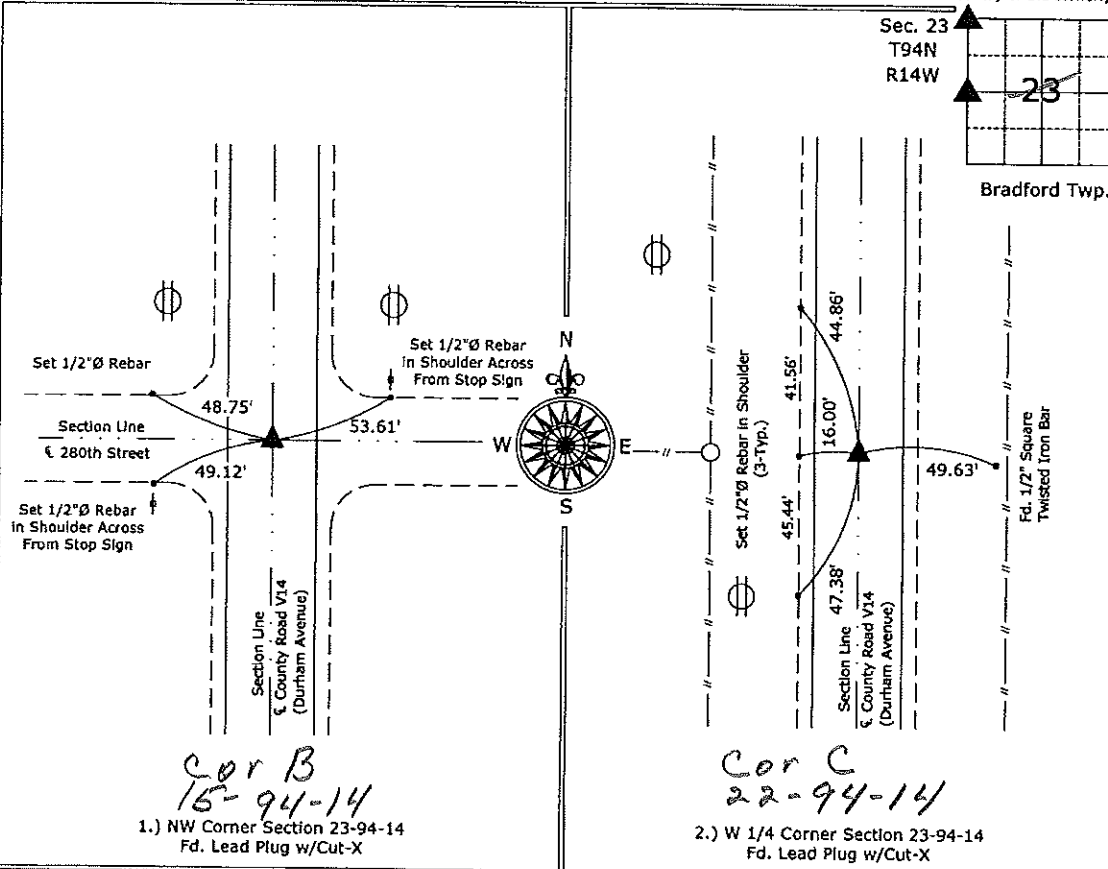 Sec. 23
T94N
R14W
23
Bradford Twp.
Set 1/2"Ø Rebar
Set 1/2"Ø Rebar
in Shoulder Across
From Stop Sign
48.75'
53.61'
Section Line
℄ 280th Street
49.12'
Set 1/2"Ø Rebar
in Shoulder Across
From Stop Sign
Section Line
℄ County Road V14
(Durham Avenue)
N
W
E
S
Set 1/2"Ø Rebar in Shoulder
(3-Typ.)
44.86'
41.56'
16.00'
49.63'
45.44'
47.38'
Fd. 1/2" Square
Twisted Iron Bar
Section Line
℄ County Road V14
(Durham Avenue)
Cor B
15-94-14
1.) NW Corner Section 23-94-14
Fd. Lead Plug w/Cut-X
Cor C
22-94-14
2.) W 1/4 Corner Section 23-94-14
Fd. Lead Plug w/Cut-X